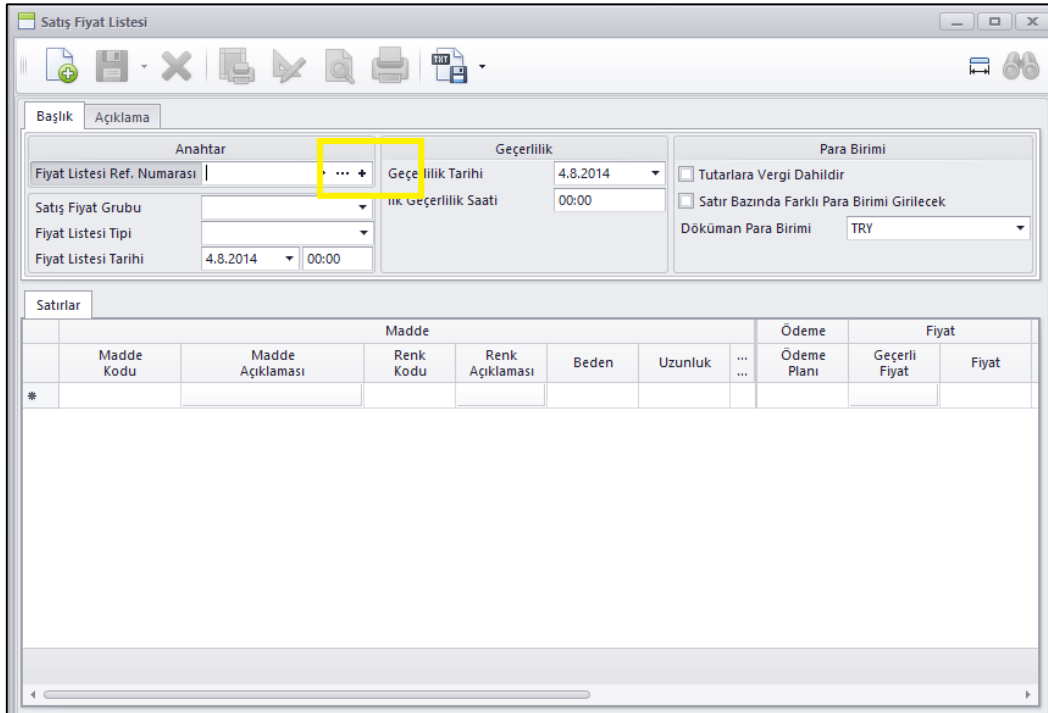 Satış Fiyat Listesi
TXT
Başlık Açıklama
Anahtar Geçerlilik Para Birimi
Fiyat Listesi Ref. Numarası ... + Geçerlilik Tarihi 4.8.2014 Tutarlara Vergi Dahildir
Satış Fiyat Grubu İlk Geçerlilik Saati 00:00 Satır Bazında Farklı Para Birimi Girilecek
Fiyat Listesi Tipi Döküman Para Birimi TRY
Fiyat Listesi Tarihi 4.8.2014 00:00
Satırlar
Madde Ödeme Fiyat
Madde Madde Renk Renk Beden Uzunluk ... Ödeme Geçerli Fiyat
Kodu Açıklaması Kodu Açıklaması ... Planı Fiyat
*